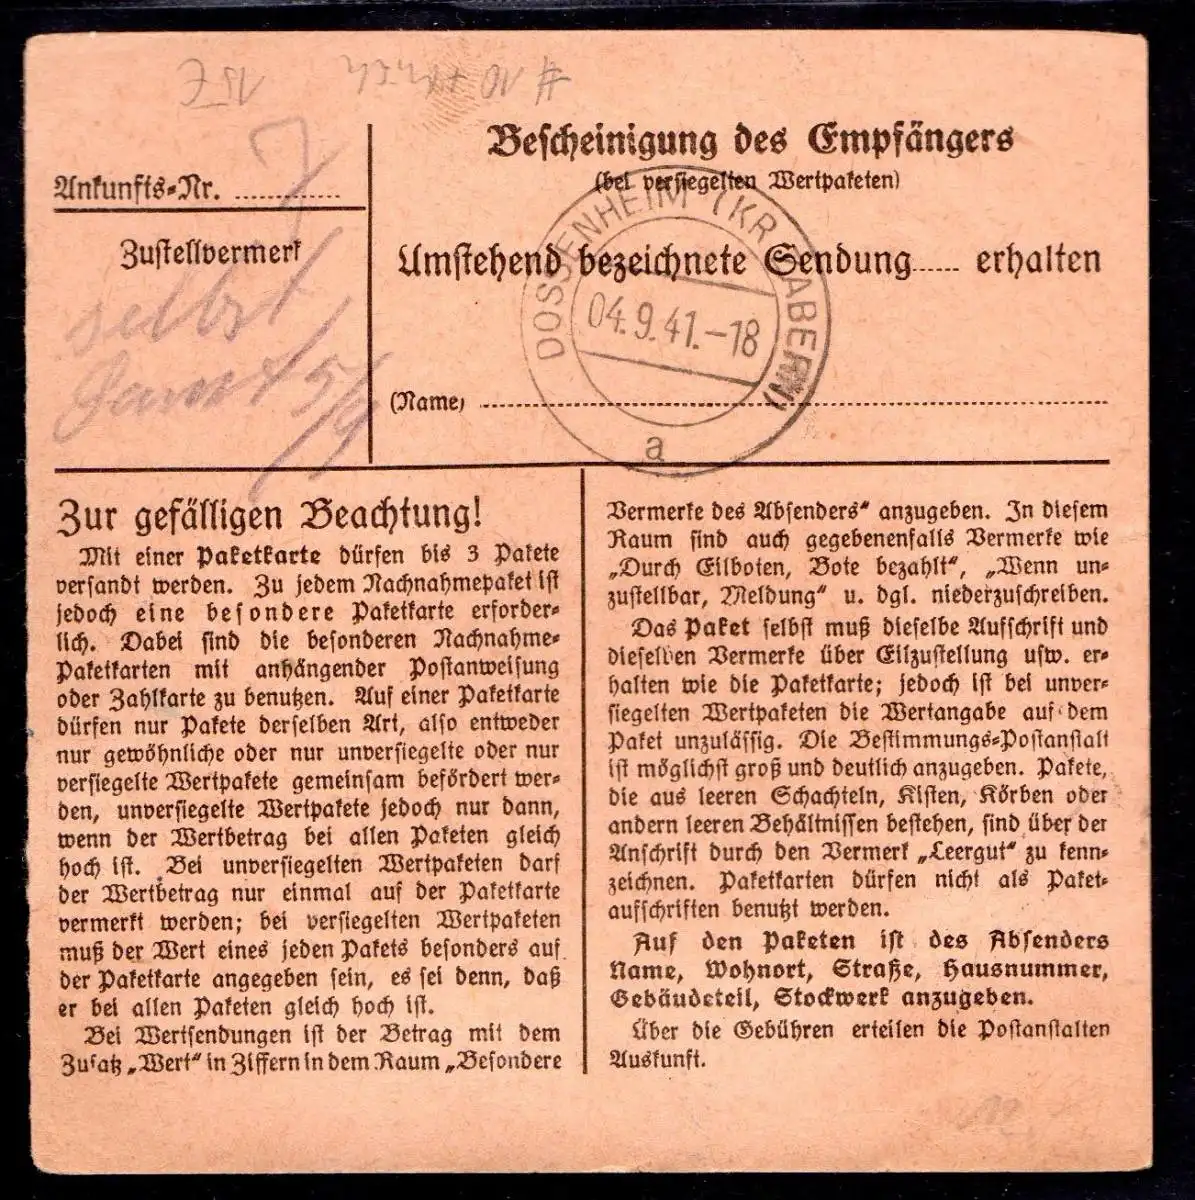 Bescheinigung des Empfängers
(bei versiegelten Wertpaketen)
Ankunfts-Nr. ............
Zustellvermerk
selbst
5/9
Umstehend bezeichnete Sendung..... erhalten
DOSSENHEIM (KR ZABERN)
04.9.41.-18
a
(Name) ....................
Zur gefälligen Beachtung!
Mit einer Paketkarte dürfen bis 3 Pakete
versandt werden. Zu jedem Nachnahmepaket ist
jedoch eine besondere Paketkarte erforder-
lich. Dabei sind die besonderen Nachnahme-
Paketkarten mit anhängender Postanweisung
oder Zahlkarte zu benutzen. Auf einer Paketkarte
dürfen nur Pakete derselben Art, also entweder
nur gewöhnliche oder nur unversiegelte oder nur
versiegelte Wertpakete gemeinsam befördert wer-
den, unversiegelte Wertpakete jedoch nur dann,
wenn der Wertbetrag bei allen Paketen gleich
hoch ist. Bei unversiegelten Wertpaketen darf
der Wertbetrag nur einmal auf der Paketkarte
vermerkt werden; bei versiegelten Wertpaketen
muß der Wert eines jeden Pakets besonders auf
der Paketkarte angegeben sein, es sei denn, daß
er bei allen Paketen gleich hoch ist.
Bei Wertsendungen ist der Betrag mit dem
Zusatz „Wert“ in Ziffern in dem Raum „Besondere
Vermerke des Absenders“ anzugeben. In diesem
Raum sind auch gegebenenfalls Vermerke wie
„Durch Eilboten, Bote bezahlt“, „Wenn un-
zustellbar, Meldung“ u. dgl. niederzuschreiben.
Das Paket selbst muß dieselbe Aufschrift und
dieselben Vermerke über Eilzustellung usw. er-
halten wie die Paketkarte; jedoch ist bei unver-
siegelten Wertpaketen die Wertangabe auf dem
Paket unzulässig. Die Bestimmungs-Postanstalt
ist möglichst groß und deutlich anzugeben. Pakete,
die aus leeren Schachteln, Kisten, Körben oder
andern leeren Behältnissen bestehen, sind über der
Anschrift durch den Vermerk „Leergut“ zu kenn-
zeichnen. Paketkarten dürfen nicht als Paket-
aufschriften benutzt werden.
Auf den Paketen ist des Absenders
Name, Wohnort, Straße, Hausnummer,
Gebäudeteil, Stockwerk anzugeben.
Über die Gebühren erteilen die Postanstalten
Auskunft.